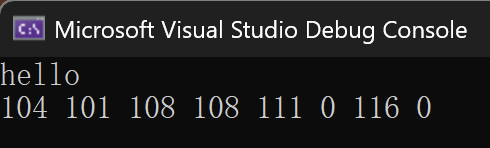 C:\
Microsoft Visual Studio Debug Console
hello
104 101 108 108 111 0 116 0